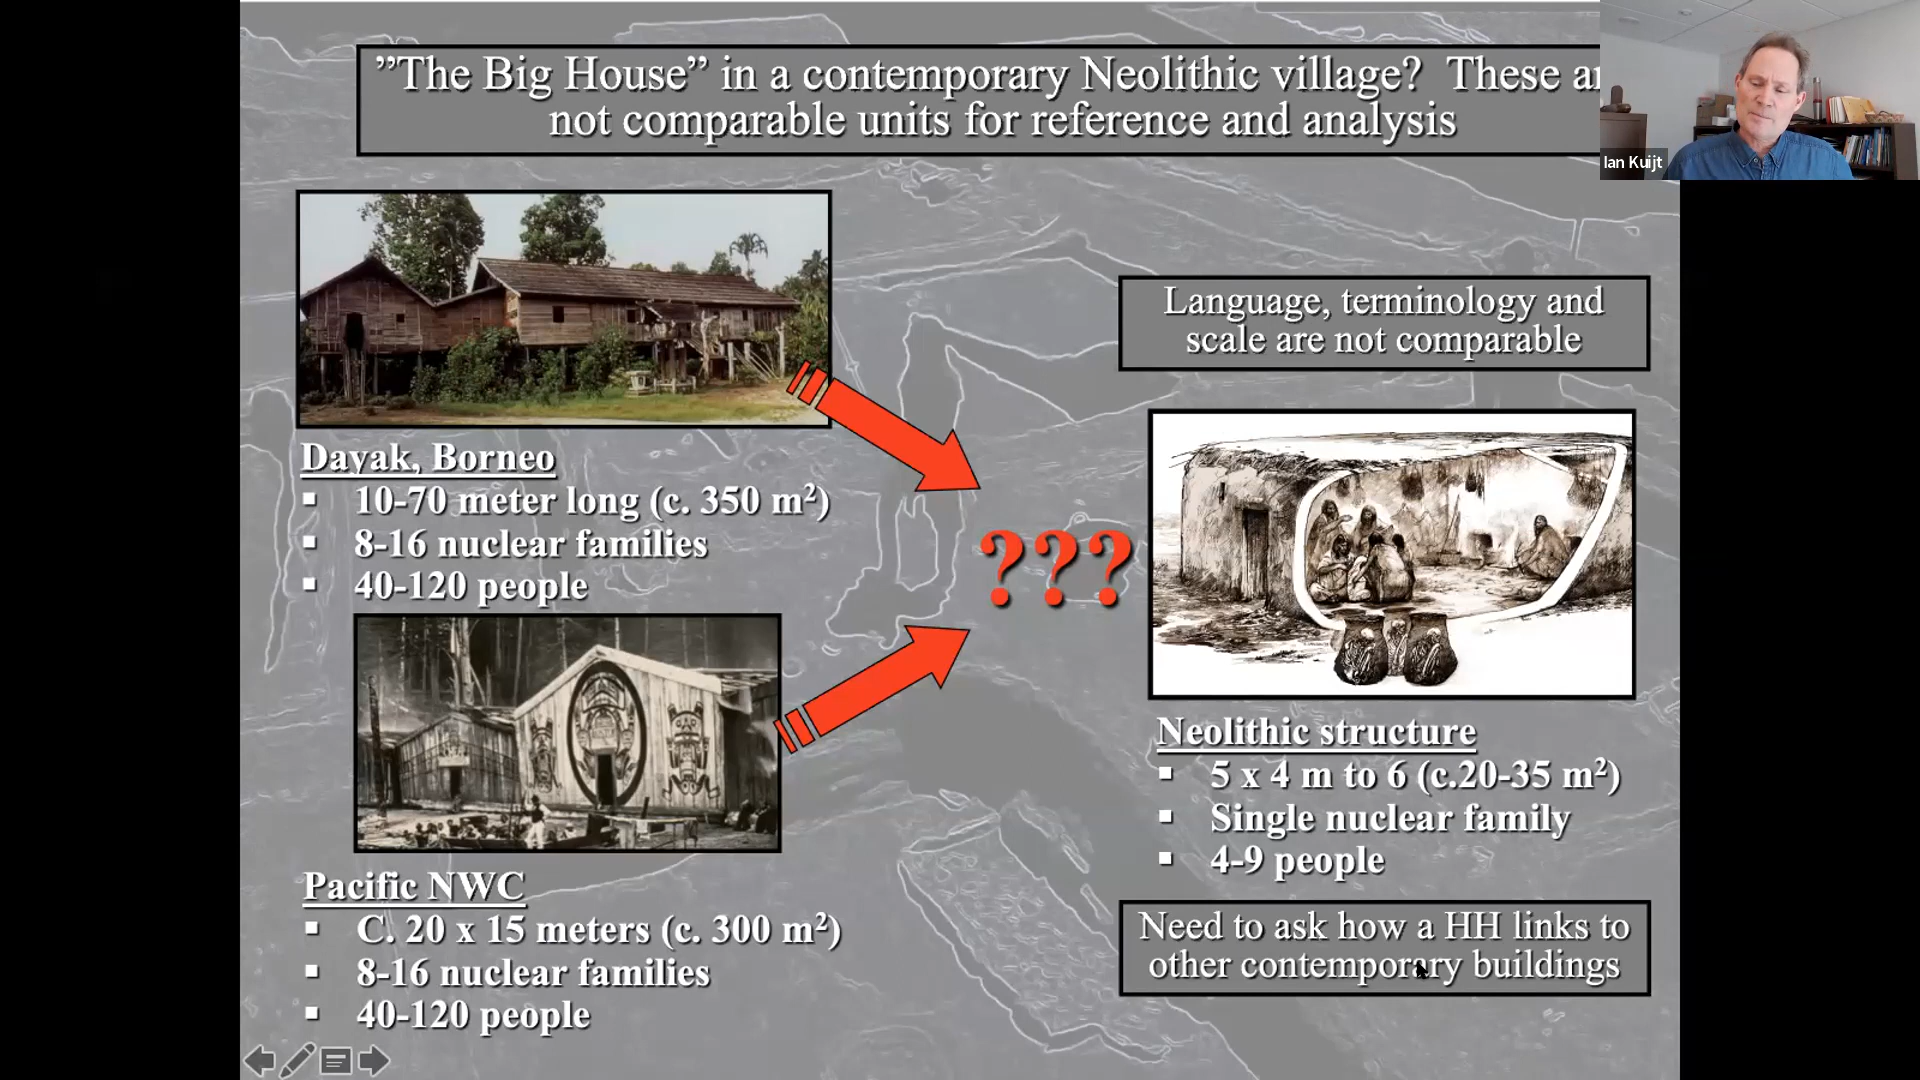 ”The Big House” in a contemporary Neolithic village? These
not comparable units for reference and analysis
Ian Kuijt
Language, terminology and
scale are not comparable
Dayak, Borneo
▪ 10-70 meter long (c. 350 m²)
▪ 8-16 nuclear families
▪ 40-120 people
???
Pacific NWC
▪ C. 20 x 15 meters (c. 300 m²)
▪ 8-16 nuclear families
▪ 40-120 people
Neolithic structure
▪ 5 x 4 m to 6 (c.20-35 m²)
▪ Single nuclear family
▪ 4-9 people
Need to ask how a HH links to
other contemporary buildings